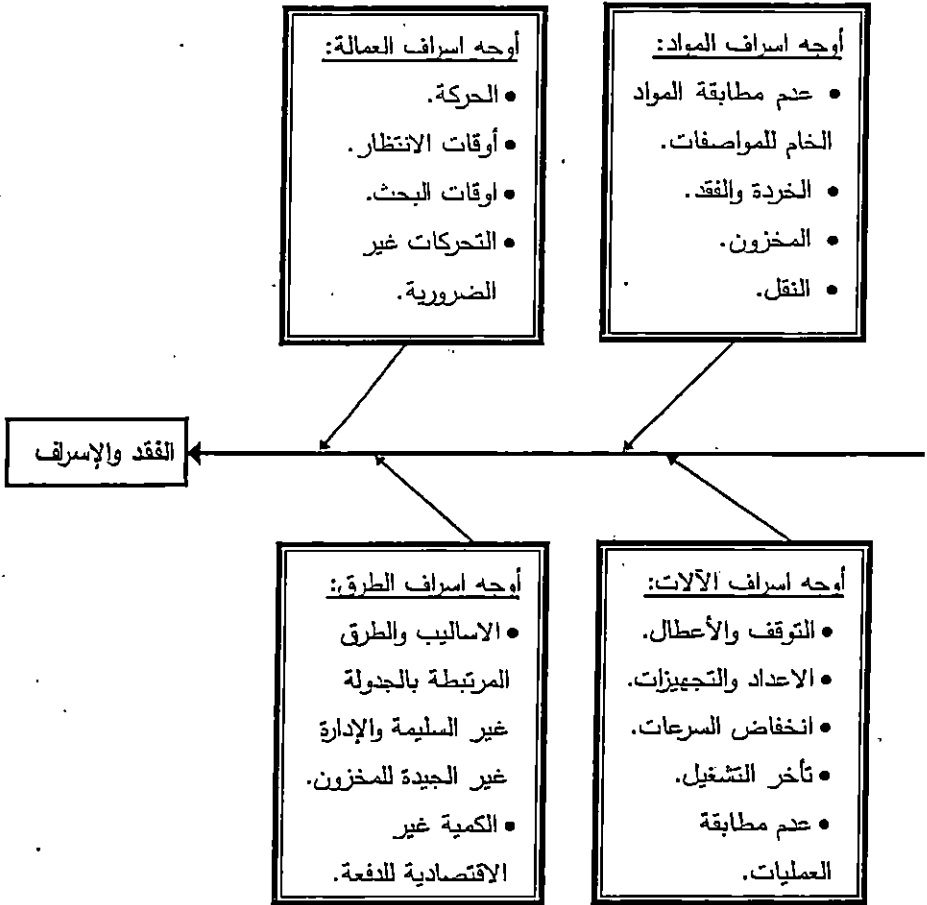 أوجه اسراف المواد:
• عدم مطابقة المواد
الخام للمواصفات.
• الخردة والفقد.
• المخزون.
• النقل.
أوجه اسراف العمالة:
• الحركة.
• أوقات الانتظار.
• اوقات البحث.
• التحركات غير
الضرورية.
الفقد والإسراف
أوجه اسراف الآلات:
• التوقف والأعطال.
• الاعداد والتجهيزات.
• انخفاض السرعات.
• تأخر التشغيل.
• عدم مطابقة
العمليات.
أوجه اسراف الطرق:
• الاساليب والطرق
المرتبطة بالجدولة
غير السليمة والإدارة
غير الجيدة للمخزون.
• الكمية غير
الاقتصادية للدفعة.